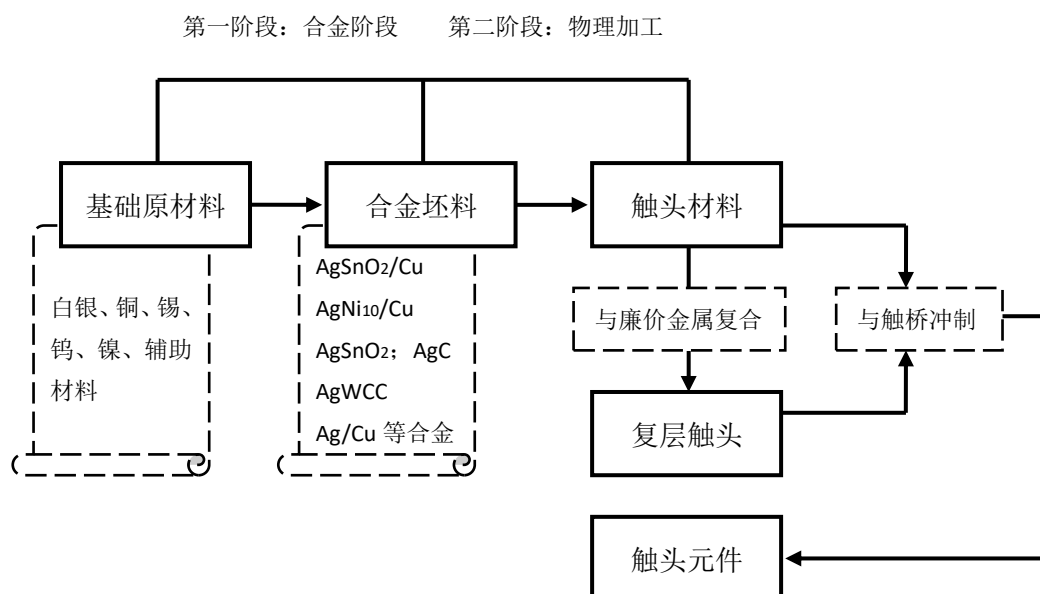 第一阶段：合金阶段 第二阶段：物理加工
基础原材料
合金坯料
触头材料
白银、铜、锡、
钨、镍、辅助
材料
AgSnO2/Cu
AgNi10/Cu
AgSnO2；AgC
AgWCC
Ag/Cu 等合金
与廉价金属复合
与触桥冲制
复层触头
触头元件